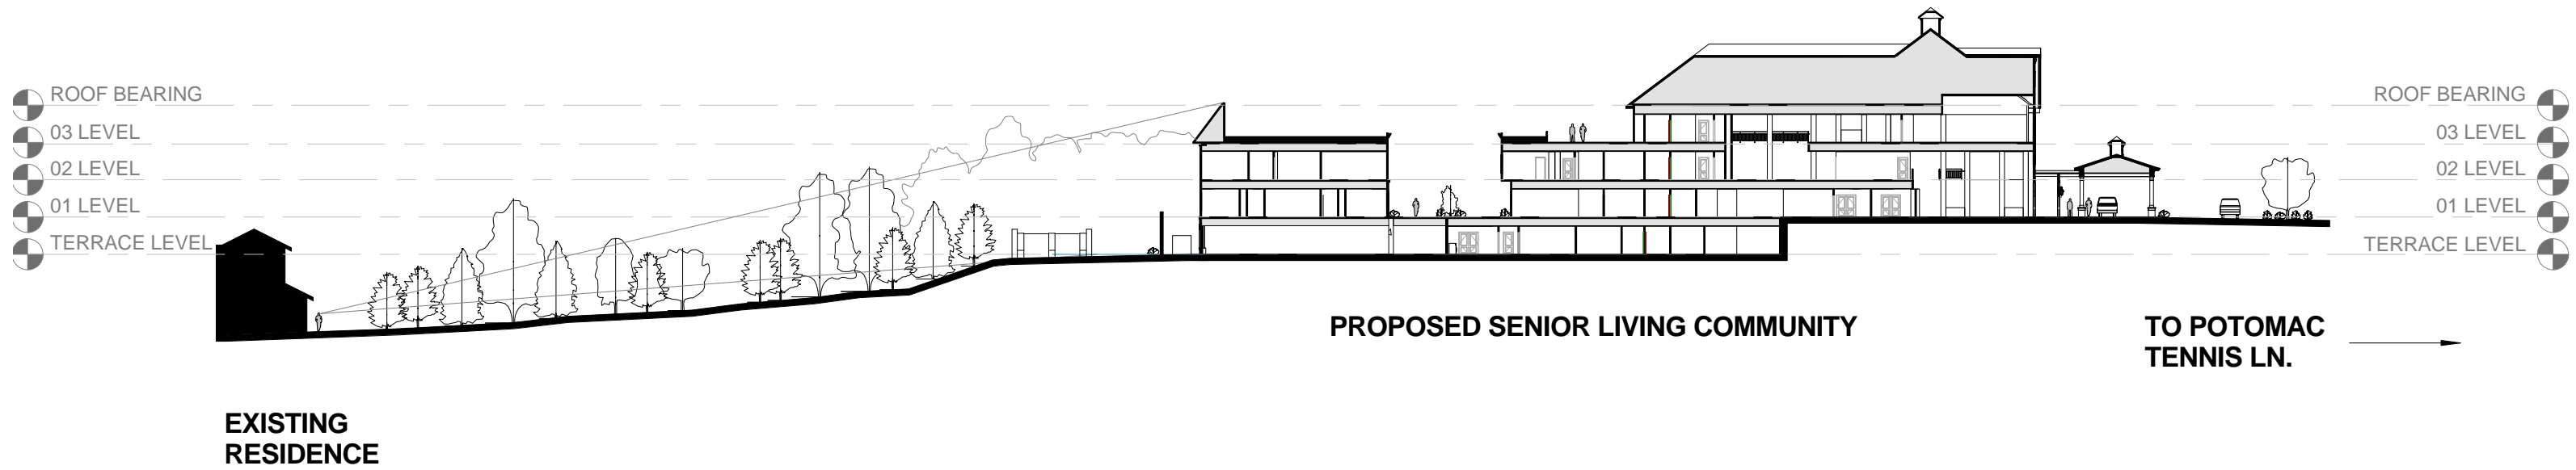 ROOF BEARING
03 LEVEL
02 LEVEL
01 LEVEL
TERRACE LEVEL
ROOF BEARING
03 LEVEL
02 LEVEL
01 LEVEL
TERRACE LEVEL
PROPOSED SENIOR LIVING COMMUNITY
TO POTOMAC
TENNIS LN.
EXISTING
RESIDENCE